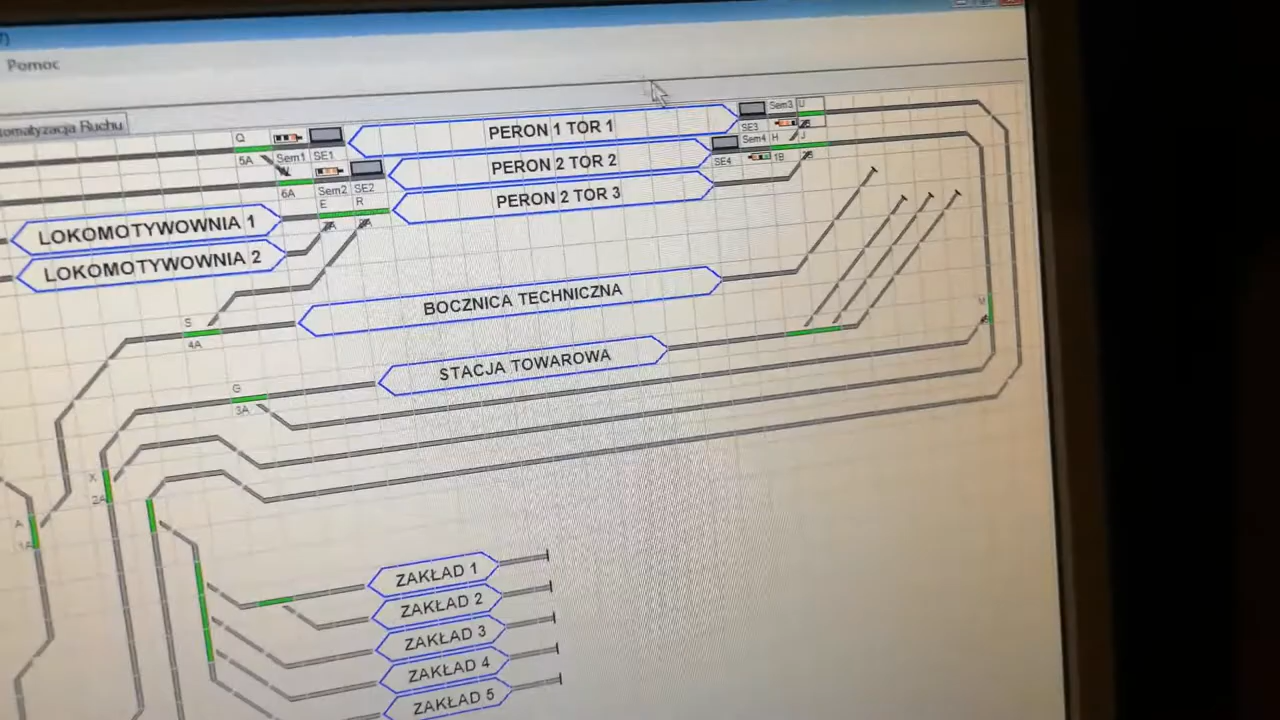 Pomoc
omatyzacja Ruchu
Q
5A
Sem1 SE1
6A
Sem2 SE2
E R
PERON 1 TOR 1
PERON 2 TOR 2
PERON 2 TOR 3
Sem3 U
SE3
Sem4 H J
SE4
1B
LOKOMOTYWOWNIA 1
LOKOMOTYWOWNIA 2
BOCZNICA TECHNICZNA
S
4A
STACJA TOWAROWA
G
3A
X
2A
A
1A
ZAKŁAD 1
ZAKŁAD 2
ZAKŁAD 3
ZAKŁAD 4
ZAKŁAD 5